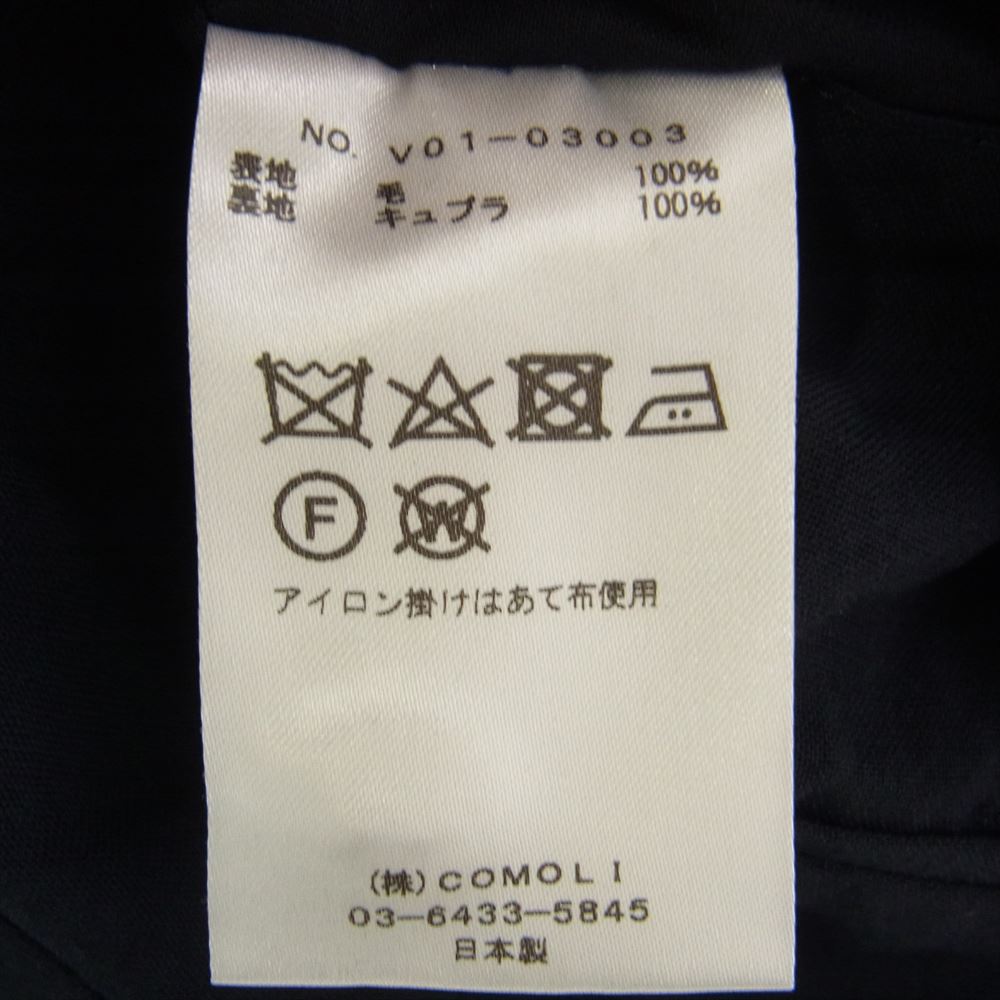 NO. V01-03003
表地 毛 100%
裏地 キュプラ 100%
F W
アイロン掛けはあて布使用
(株)COMOLI
03-6433-5845
日本製